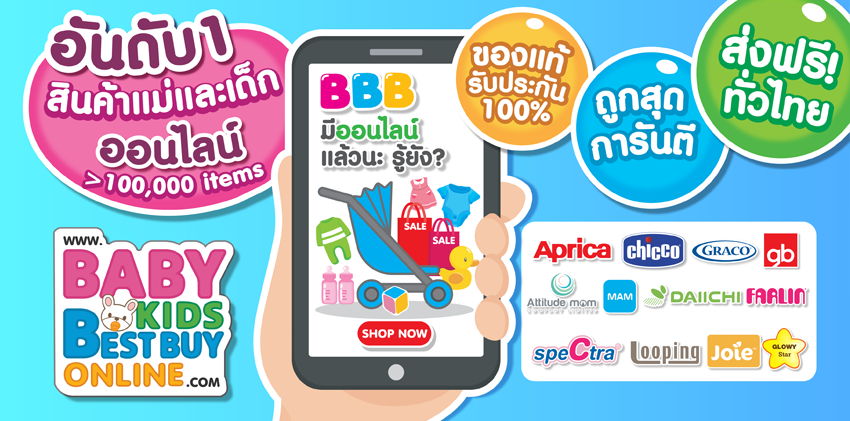 อันดับ1
สินค้าแม่และเด็ก
ออนไลน์
>100,000 items
WWW.
BABY
KIDS
BEST BUY
ONLINE.COM
BBB
มีออนไลน์
แล้วนะ รู้ยัง?
SALE
SALE
SHOP NOW
ของแท้
รับประกัน
100%
ถูกสุด
การันตี
ส่งฟรี!
ทั่วไทย
Aprica chicco GRACO gb
Attitude mom MAM DAIICHI FARLIN
COMPANY LIMITED
speCtra Looping Joie GLOWY
Star